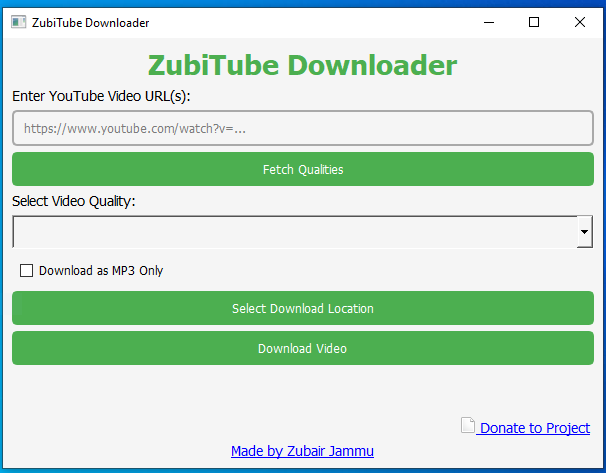 ZubiTube Downloader
ZubiTube Downloader
Enter YouTube Video URL(s):
https://www.youtube.com/watch?v=...
Fetch Qualities
Select Video Quality:
Download as MP3 Only
Select Download Location
Download Video
Donate to Project
Made by Zubair Jammu